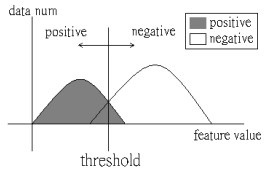 data num
positive
negative
positive
negative
feature value
threshold